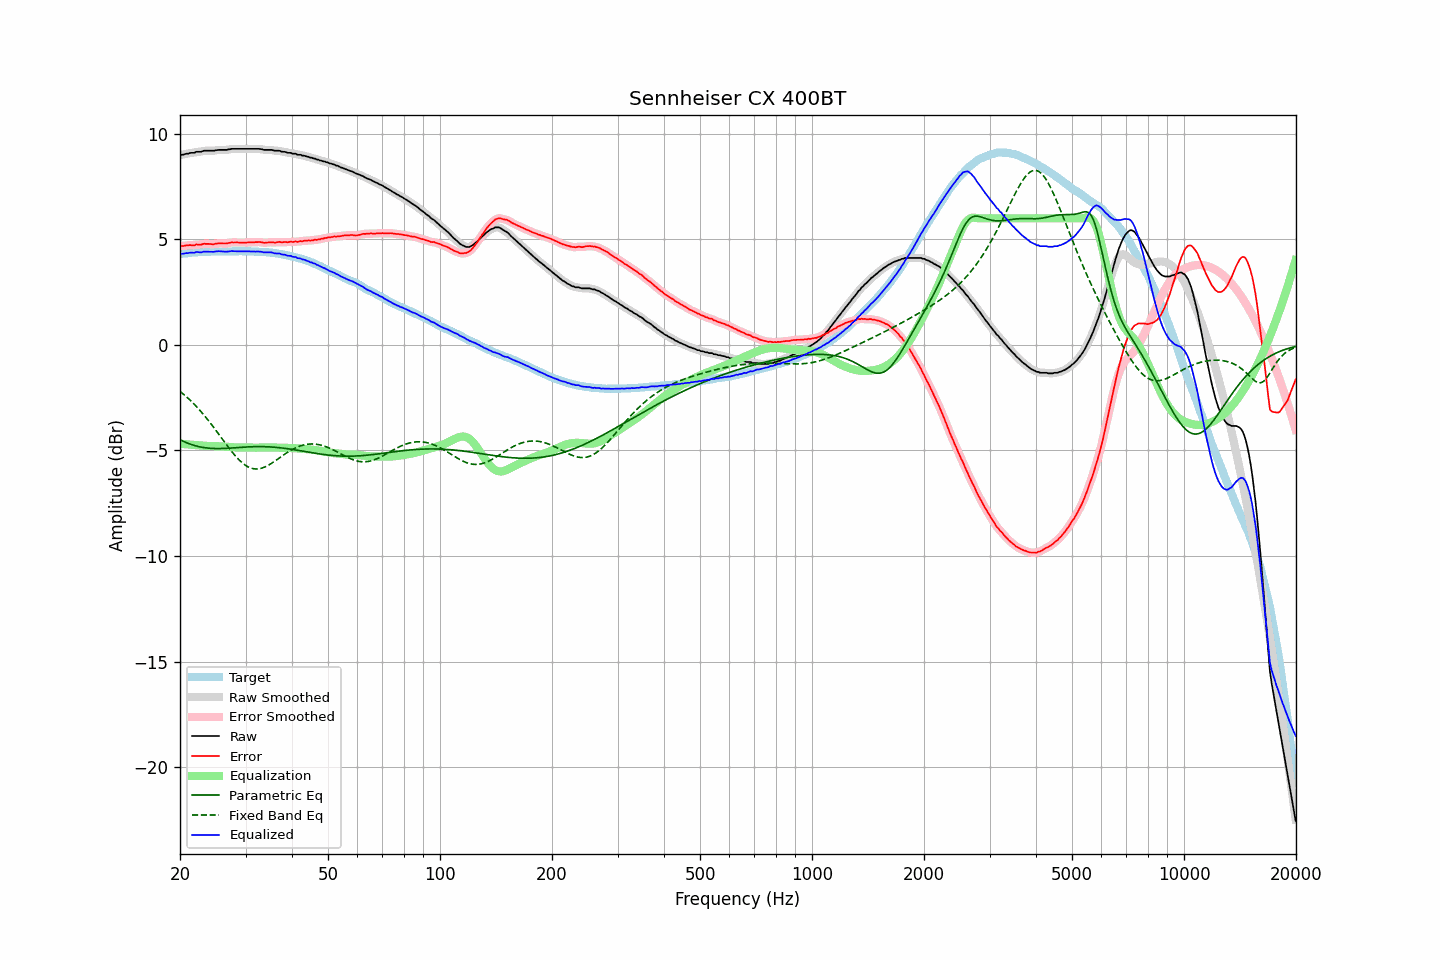 Sennheiser CX 400BT
10
5
0
−5
−10
−15
−20
Amplitude (dBr)
Target
Raw Smoothed
Error Smoothed
Raw
Error
Equalization
Parametric Eq
Fixed Band Eq
Equalized
20 50 100 200 500 1000 2000 5000 10000 20000
Frequency (Hz)